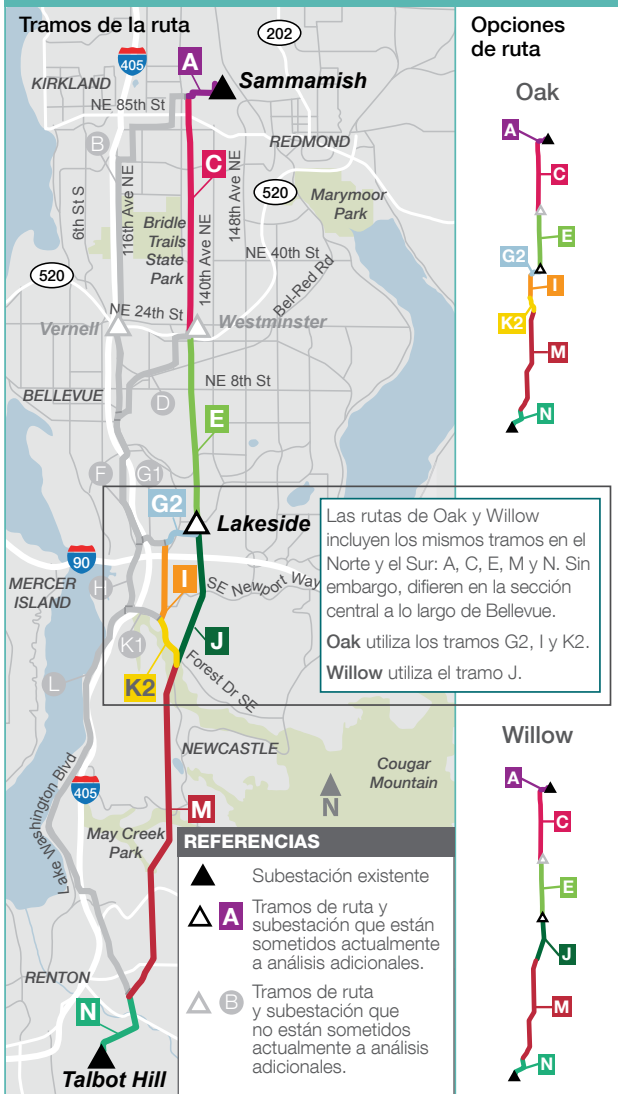 Tramos de la ruta
202
405
A
Sammamish
KIRKLAND
NE 85th St
REDMOND
B
C
6th St S
116th Ave NE
Bridle
Trails
State
Park
140th Ave NE
148th Ave NE
520
Marymoor
Park
NE 40th St
Bel-Red Rd
520
NE 24th St
Vernell
Westminster
BELLEVUE
NE 8th St
D
E
F
G1
G2
Lakeside
90
MERCER
ISLAND
H
I
SE Newport Way
J
K1
K2
Forest Dr SE
L
NEWCASTLE
Cougar
Mountain
N
Lake Washington Blvd
405
M
May Creek
Park
RENTON
N
Talbot Hill
REFERENCIAS
Subestación existente
A
Tramos de ruta y
subestación que están
sometidos actualmente
a análisis adicionales.
B
Tramos de ruta
y subestación que
no están sometidos
actualmente a análisis
adicionales.
Opciones
de ruta
Oak
A
C
E
G2
I
K2
M
N
Las rutas de Oak y Willow
incluyen los mismos tramos en el
Norte y el Sur: A, C, E, M y N. Sin
embargo, difieren en la sección
central a lo largo de Bellevue.
Oak utiliza los tramos G2, I y K2.
Willow utiliza el tramo J.
Willow
A
C
E
J
M
N